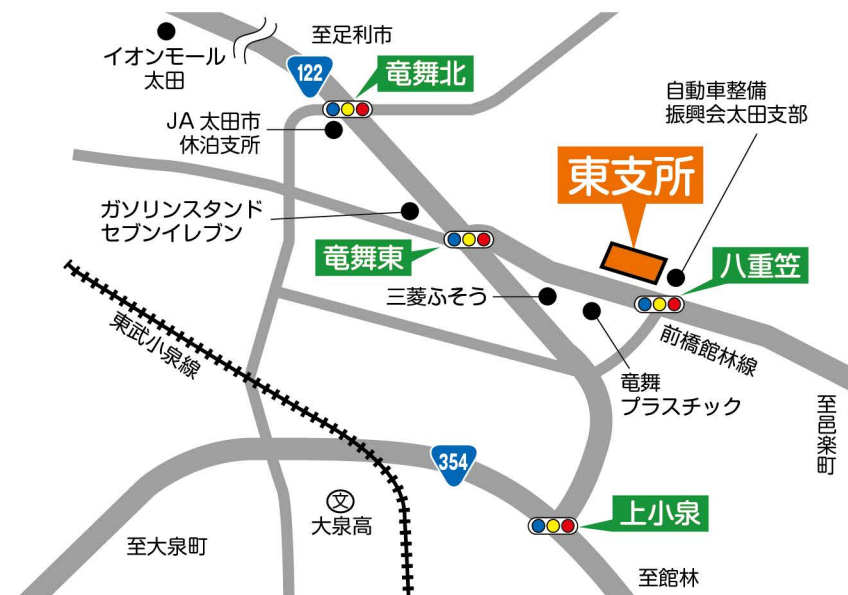 至足利市
イオンモール
太田
122
竜舞北
自動車整備
振興会太田支部
JA 太田市
休泊支所
東支所
ガソリンスタンド
セブンイレブン
竜舞東
八重笠
三菱ふそう
東武小泉線
前橋館林線
竜舞
プラスチック
至邑楽町
354
文
大泉高
上小泉
至大泉町
至館林